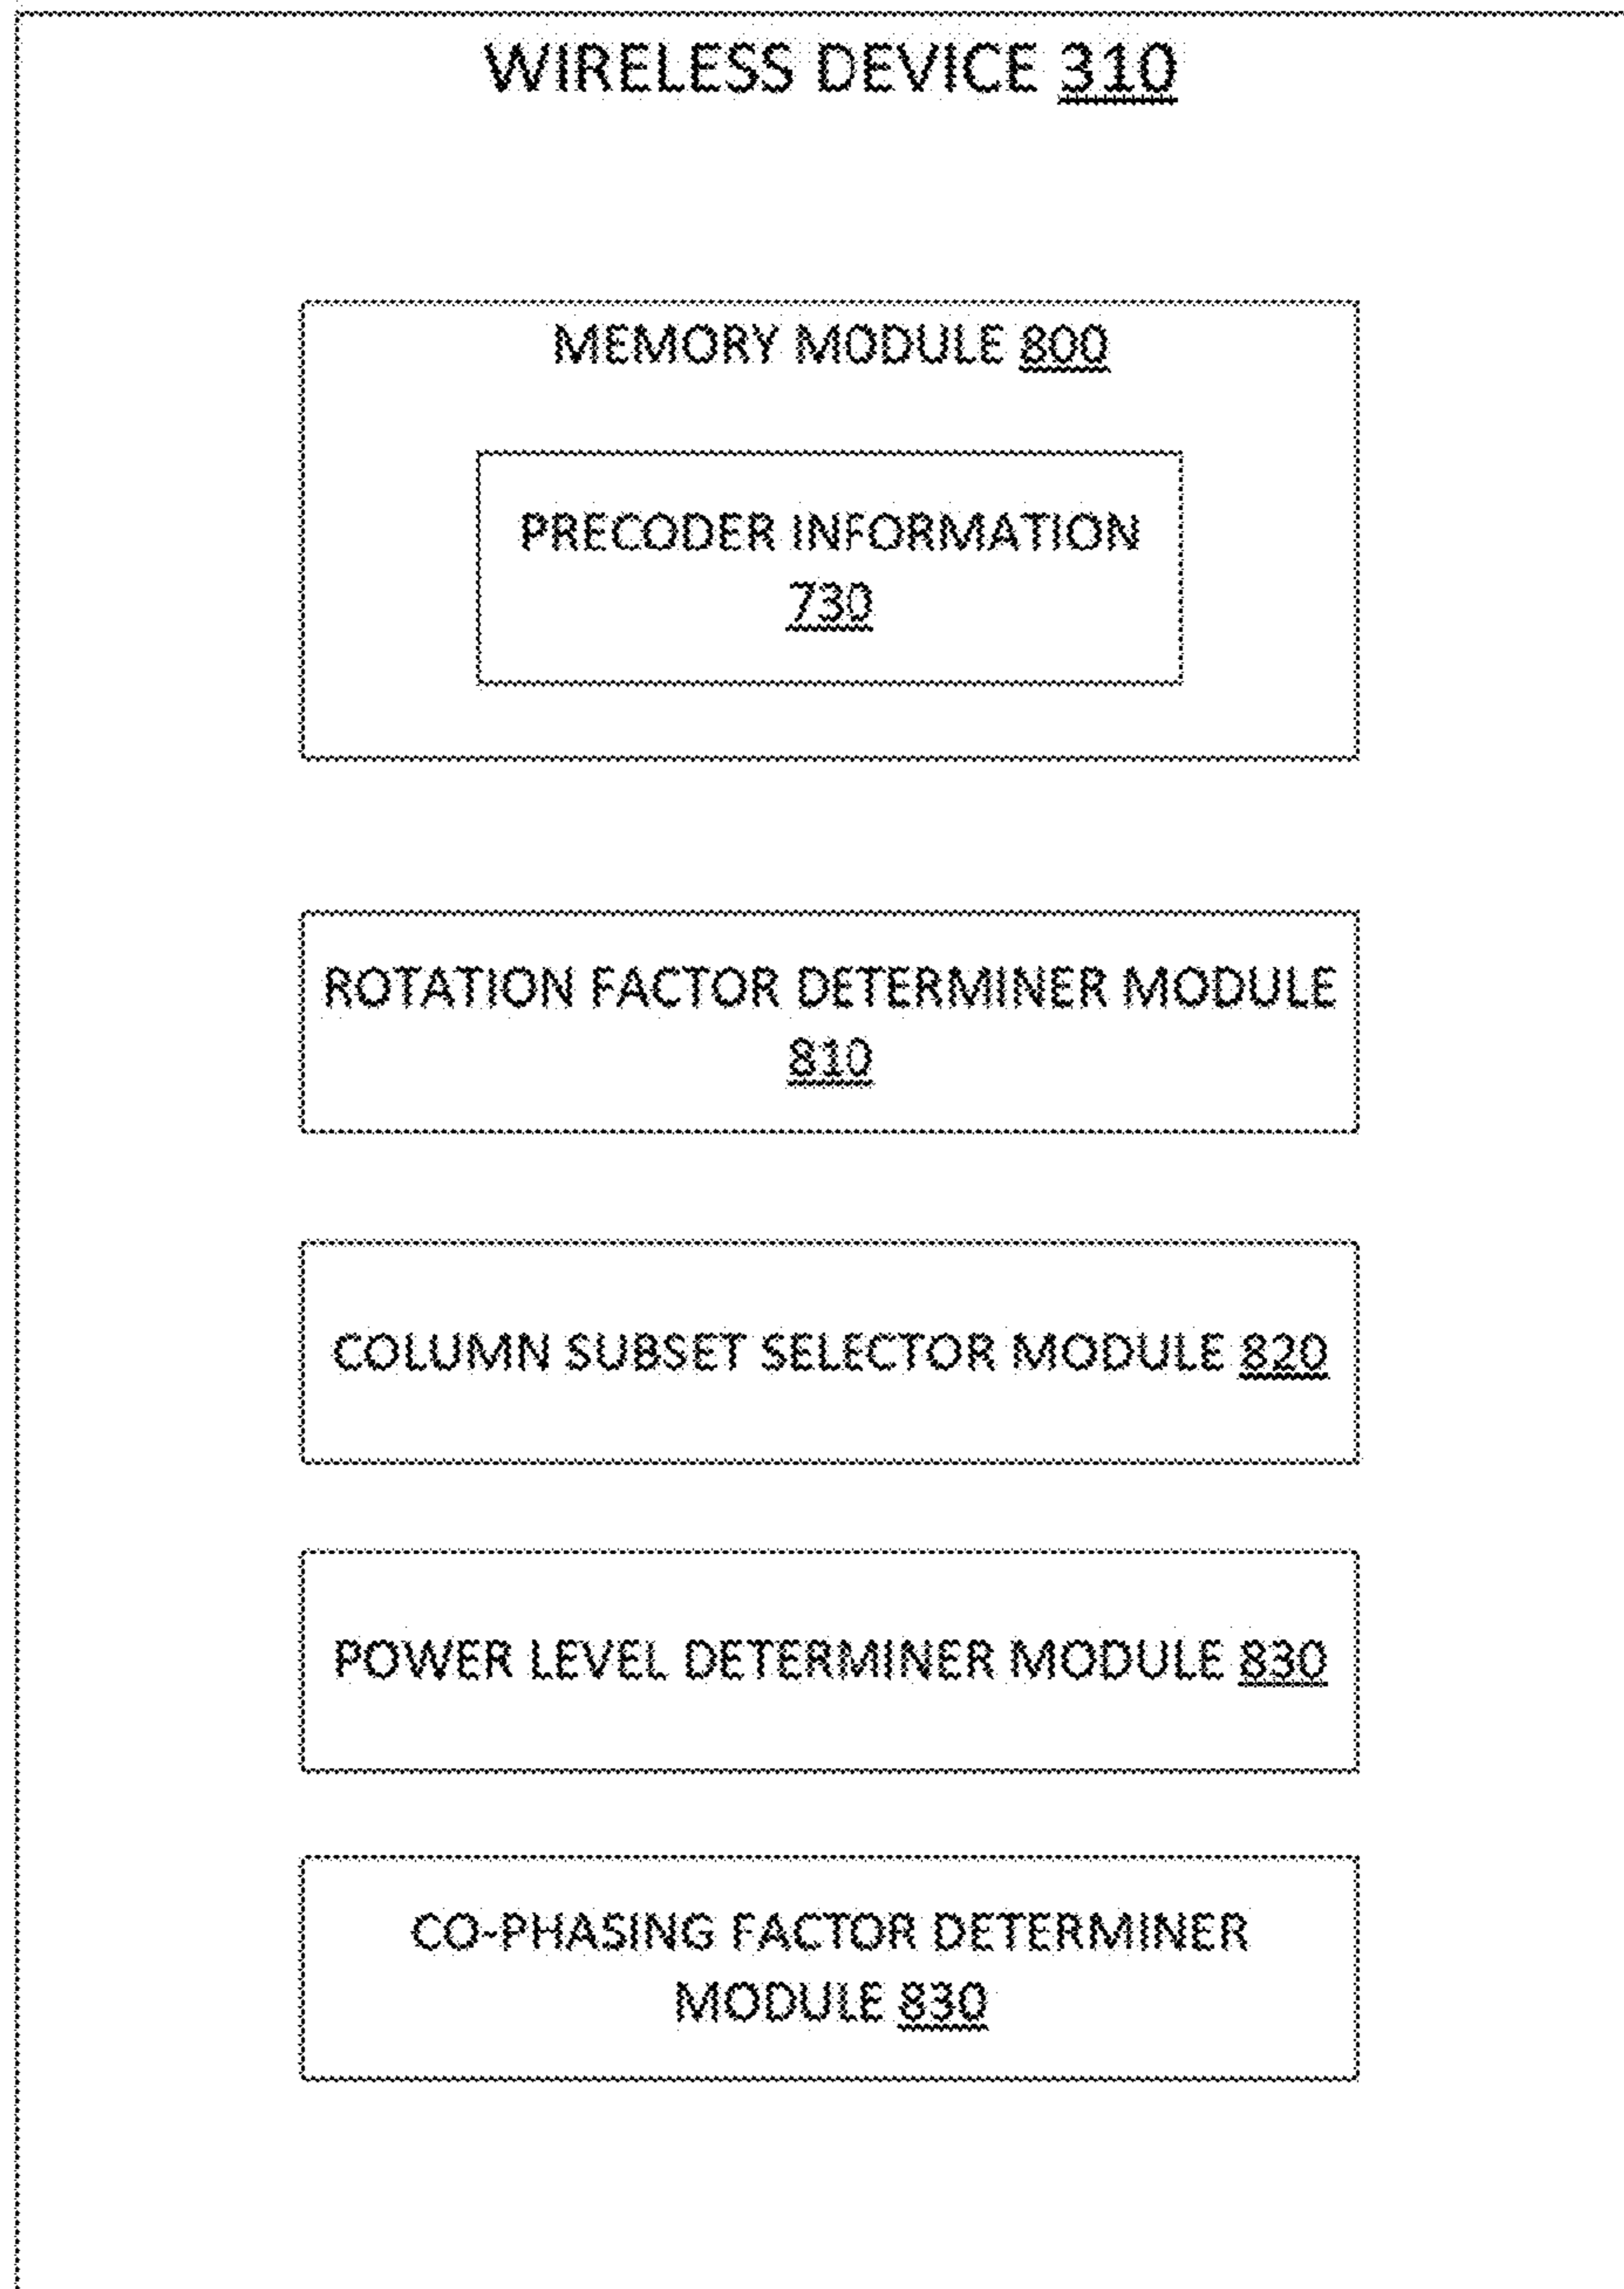 WIRELESS DEVICE 310
MEMORY MODULE 800
PRECODER INFORMATION
730
ROTATION FACTOR DETERMINER MODULE
810
COLUMN SUBSET SELECTOR MODULE 820
POWER LEVEL DETERMINER MODULE 830
CO-PHASING FACTOR DETERMINER
MODULE 830